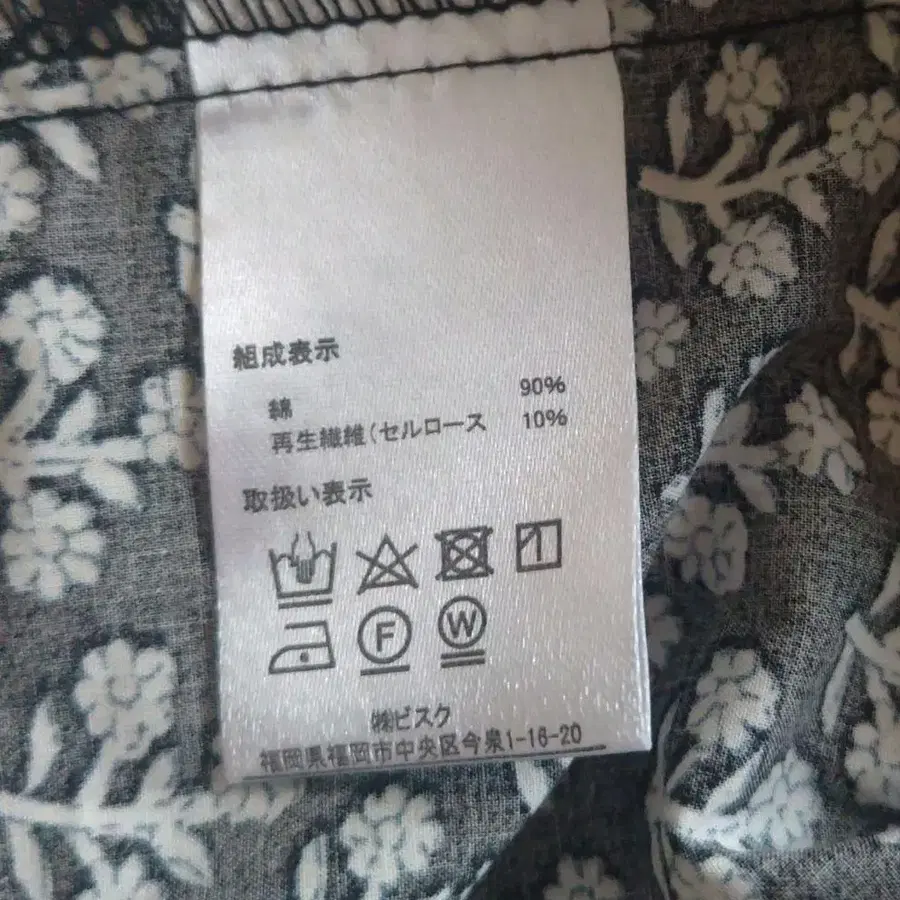 組成表示
綿 90%
再生繊維(セルロース 10%
取扱い表示
F W
㈱ビスク
福岡県福岡市中央区今泉1-16-20